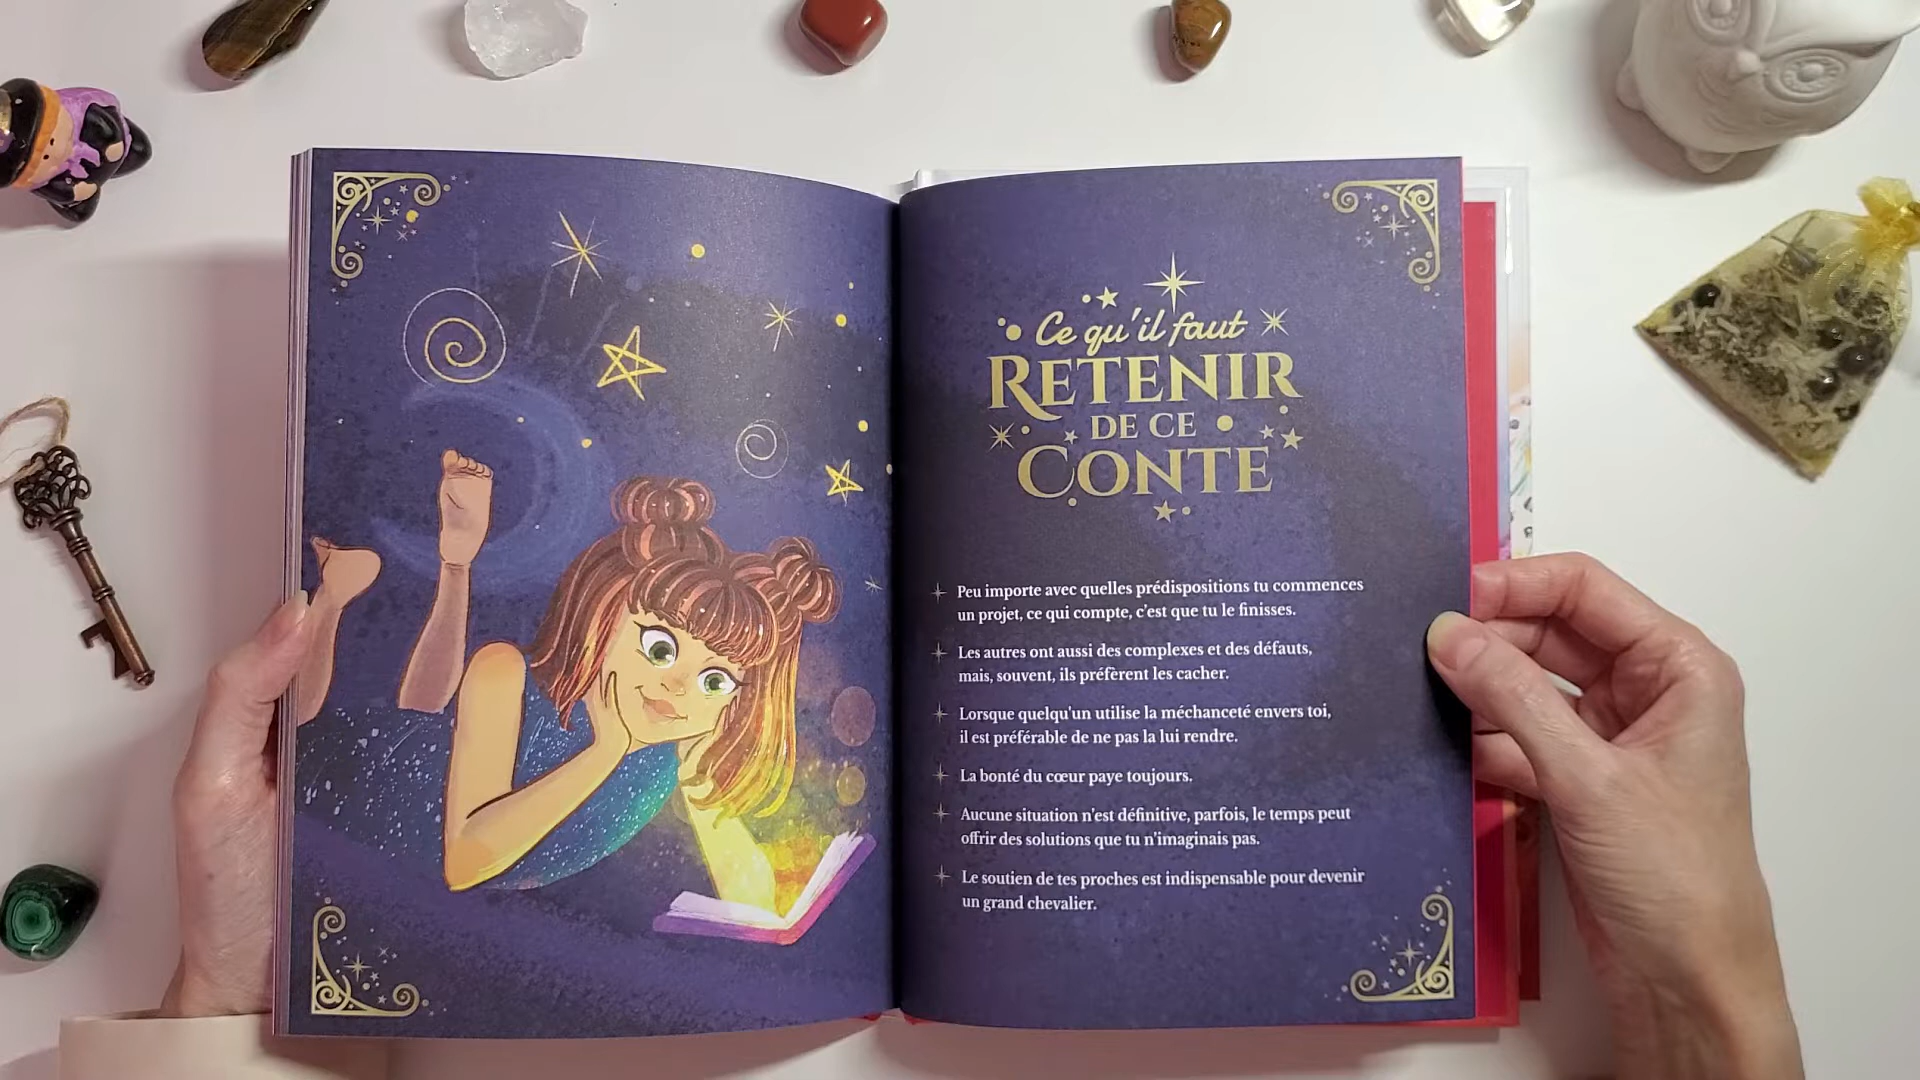 Ce qu'il faut
RETENIR
DE CE
CONTE
Peu importe avec quelles prédispositions tu commences
un projet, ce qui compte, c'est que tu le finisses.
Les autres ont aussi des complexes et des défauts,
mais, souvent, ils préfèrent les cacher.
Lorsque quelqu'un utilise la méchanceté envers toi,
il est préférable de ne pas la lui rendre.
La bonté du cœur paye toujours.
Aucune situation n'est définitive, parfois, le temps peut
offrir des solutions que tu n'imaginais pas.
Le soutien de tes proches est indispensable pour devenir
un grand chevalier.